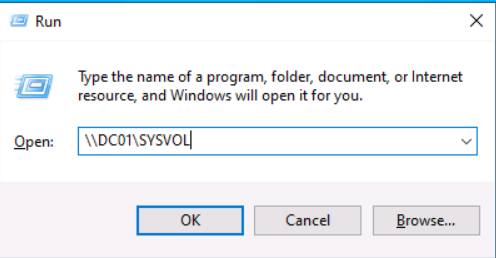 Run
Type the name of a program, folder, document, or Internet
resource, and Windows will open it for you.
Open:
\\DC01\SYSVOL
OK
Cancel
Browse...